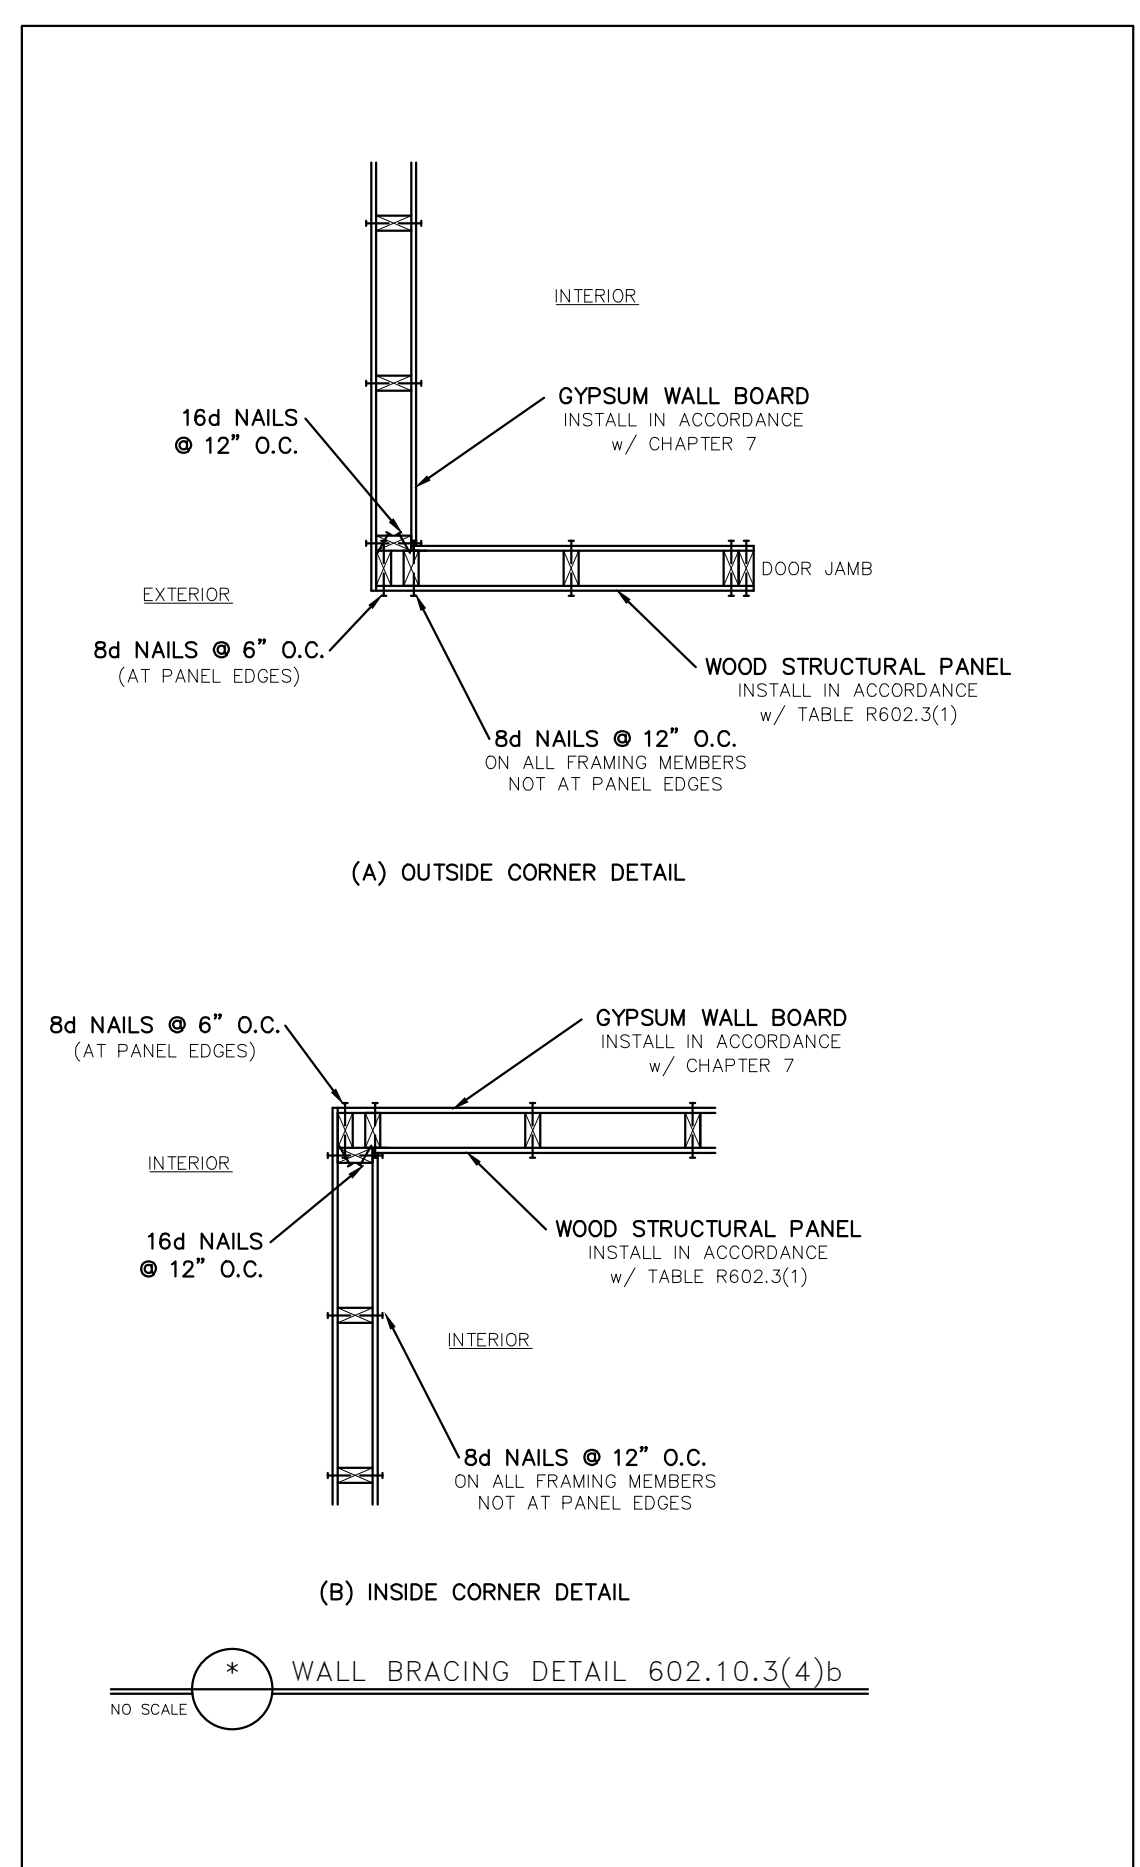 INTERIOR
GYPSUM WALL BOARD
INSTALL IN ACCORDANCE
w/ CHAPTER 7
16d NAILS
@ 12" O.C.
DOOR JAMB
EXTERIOR
8d NAILS @ 6" O.C.
(AT PANEL EDGES)
WOOD STRUCTURAL PANEL
INSTALL IN ACCORDANCE
w/ TABLE R602.3(1)
8d NAILS @ 12" O.C.
ON ALL FRAMING MEMBERS
NOT AT PANEL EDGES
(A) OUTSIDE CORNER DETAIL
8d NAILS @ 6" O.C.
(AT PANEL EDGES)
GYPSUM WALL BOARD
INSTALL IN ACCORDANCE
w/ CHAPTER 7
INTERIOR
16d NAILS
@ 12" O.C.
WOOD STRUCTURAL PANEL
INSTALL IN ACCORDANCE
w/ TABLE R602.3(1)
INTERIOR
8d NAILS @ 12" O.C.
ON ALL FRAMING MEMBERS
NOT AT PANEL EDGES
(B) INSIDE CORNER DETAIL
* WALL BRACING DETAIL 602.10.3(4)b
NO SCALE